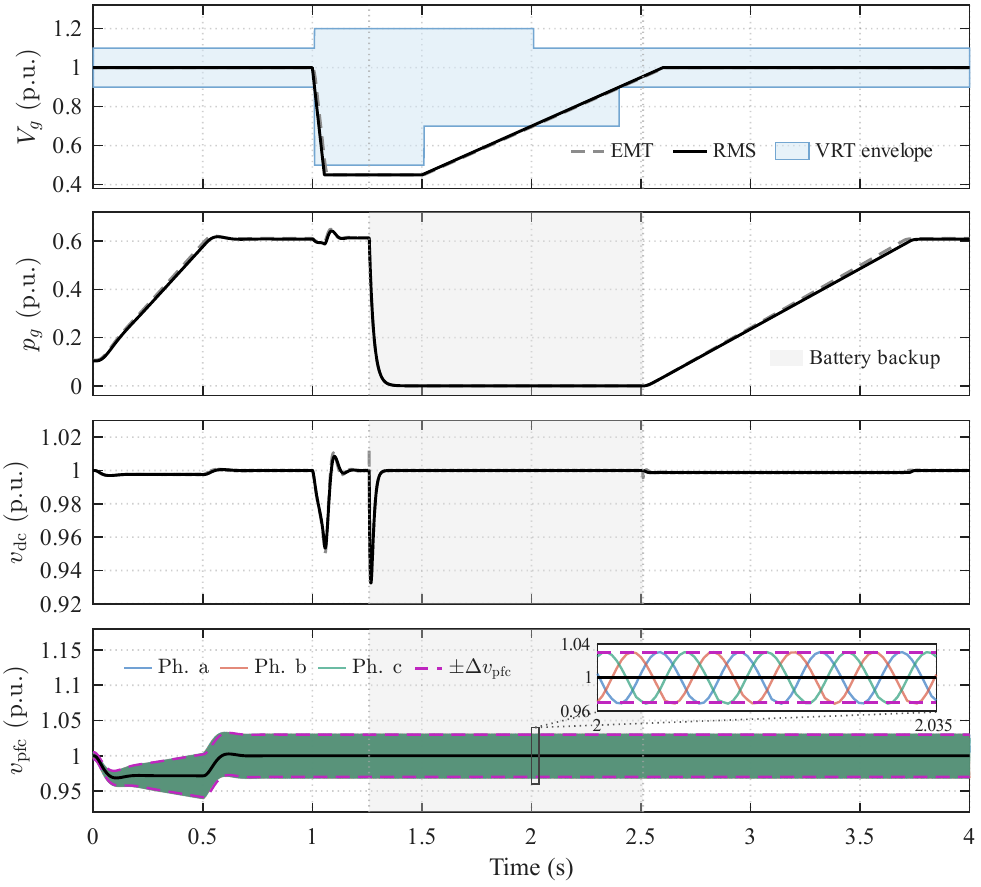 1.2
1
0.8
0.6
0.4
V_g (p.u.)
EMT RMS VRT envelope
0.6
0.4
0.2
0
p_g (p.u.)
Battery backup
1.02
1
0.98
0.96
0.94
0.92
v_dc (p.u.)
1.15
1.1
1.05
1
0.95
v_pfc (p.u.)
Ph. a Ph. b Ph. c ±Δv_pfc
1.04
1
0.96
2 2.035
0 0.5 1 1.5 2 2.5 3 3.5 4
Time (s)